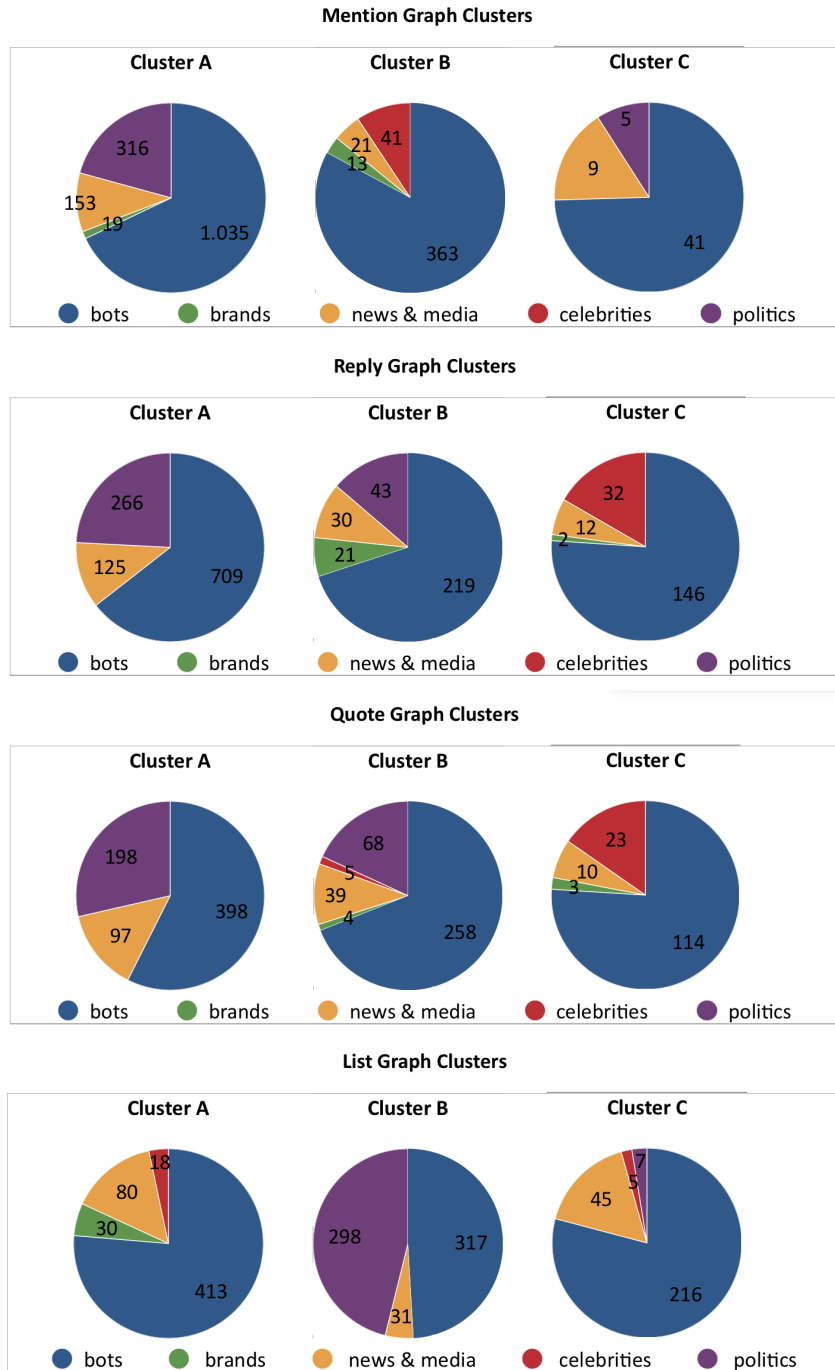 Mention Graph Clusters
Cluster A
Cluster B
Cluster C
316
153
19
1.035
41
21
13
363
5
9
41
bots
brands
news & media
celebrities
politics
Reply Graph Clusters
Cluster A
Cluster B
Cluster C
266
125
709
43
30
21
219
32
12
2
146
bots
brands
news & media
celebrities
politics
Quote Graph Clusters
Cluster A
Cluster B
Cluster C
198
97
398
68
5
39
4
258
23
10
3
114
bots
brands
news & media
celebrities
politics
List Graph Clusters
Cluster A
Cluster B
Cluster C
18
80
30
413
298
31
317
7
5
45
216
bots
brands
news & media
celebrities
politics